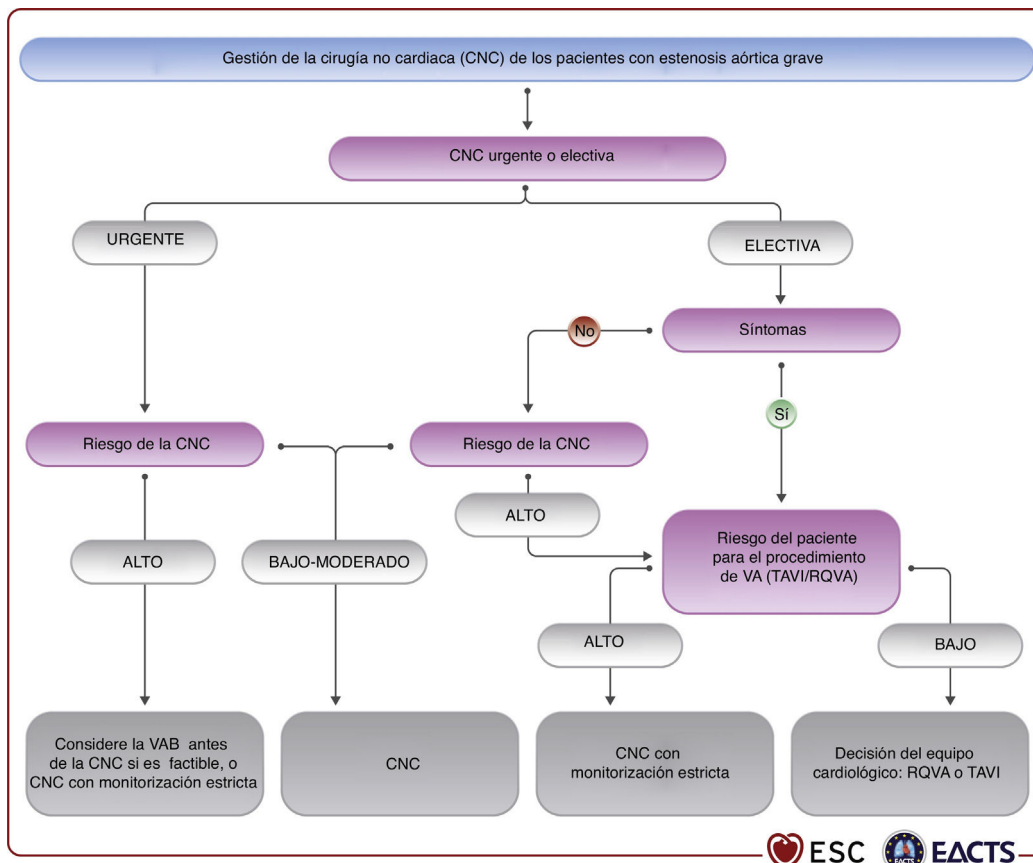 Gestión de la cirugía no cardiaca (CNC) de los pacientes con estenosis aórtica grave
CNC urgente o electiva
URGENTE
ELECTIVA
No
Síntomas
Sí
Riesgo de la CNC
Riesgo de la CNC
ALTO
Riesgo del paciente
para el procedimiento
de VA (TAVI/RQVA)
ALTO
BAJO-MODERADO
ALTO
BAJO
Considere la VAB antes
de la CNC si es factible, o
CNC con monitorización estricta
CNC
CNC con
monitorización estricta
Decisión del equipo
cardiológico: RQVA o TAVI
ESC
EACTS
EACTS